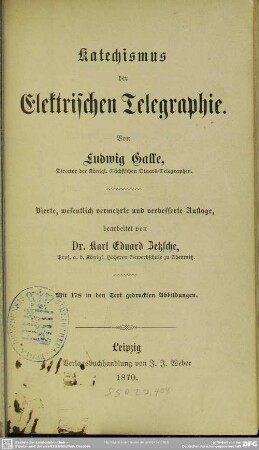 Katechismus
der
Elektrischen Telegraphie.
Von
Ludwig Galle,
Director der Königl. Sächsischen Staats-Telegraphen.
Vierte, wesentlich vermehrte und verbesserte Auflage,
bearbeitet von
Dr. Karl Eduard Zetzsche,
Prof. a. d. Königl. Höheren Gewerbschule zu Chemnitz.
Mit 178 in den Text gedruckten Abbildungen.
Leipzig
Verlagsbuchhandlung von J. J. Weber
1870.